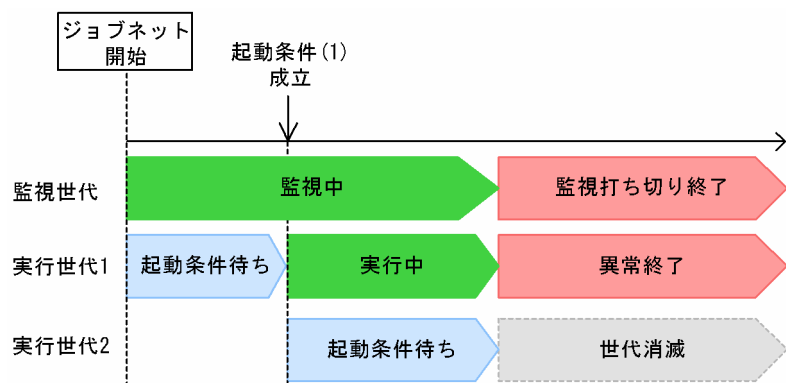 ジョブネット
開始
起動条件(1)
成立
監視世代
監視中
監視打ち切り終了
実行世代1
起動条件待ち
実行中
異常終了
実行世代2
起動条件待ち
世代消滅